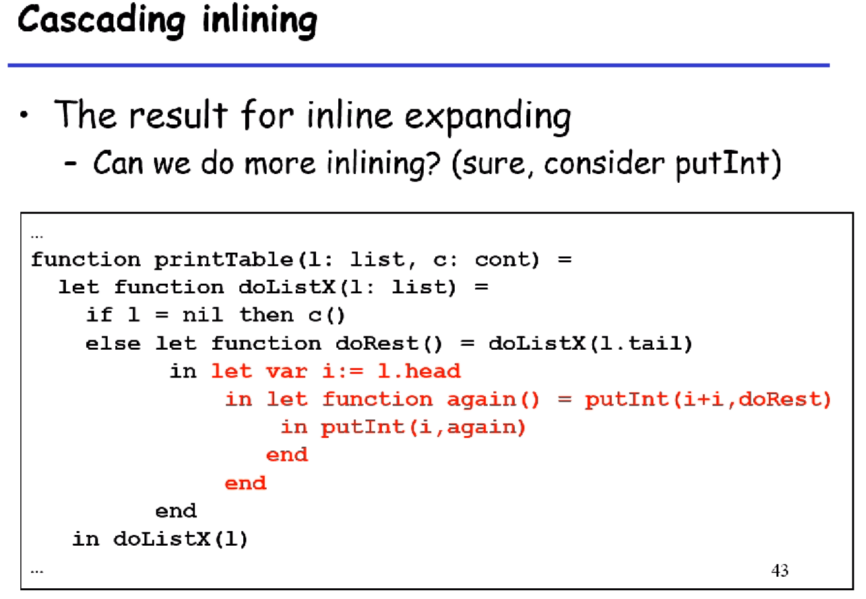 Cascading inlining
• The result for inline expanding
- Can we do more inlining? (sure, consider putInt)
...
function printTable(l: list, c: cont) =
let function doListX(l: list) =
if l = nil then c()
else let function doRest() = doListX(l.tail)
in let var i:= l.head
in let function again() = putInt(i+i,doRest)
in putInt(i,again)
end
end
end
in doListX(l)
...
43